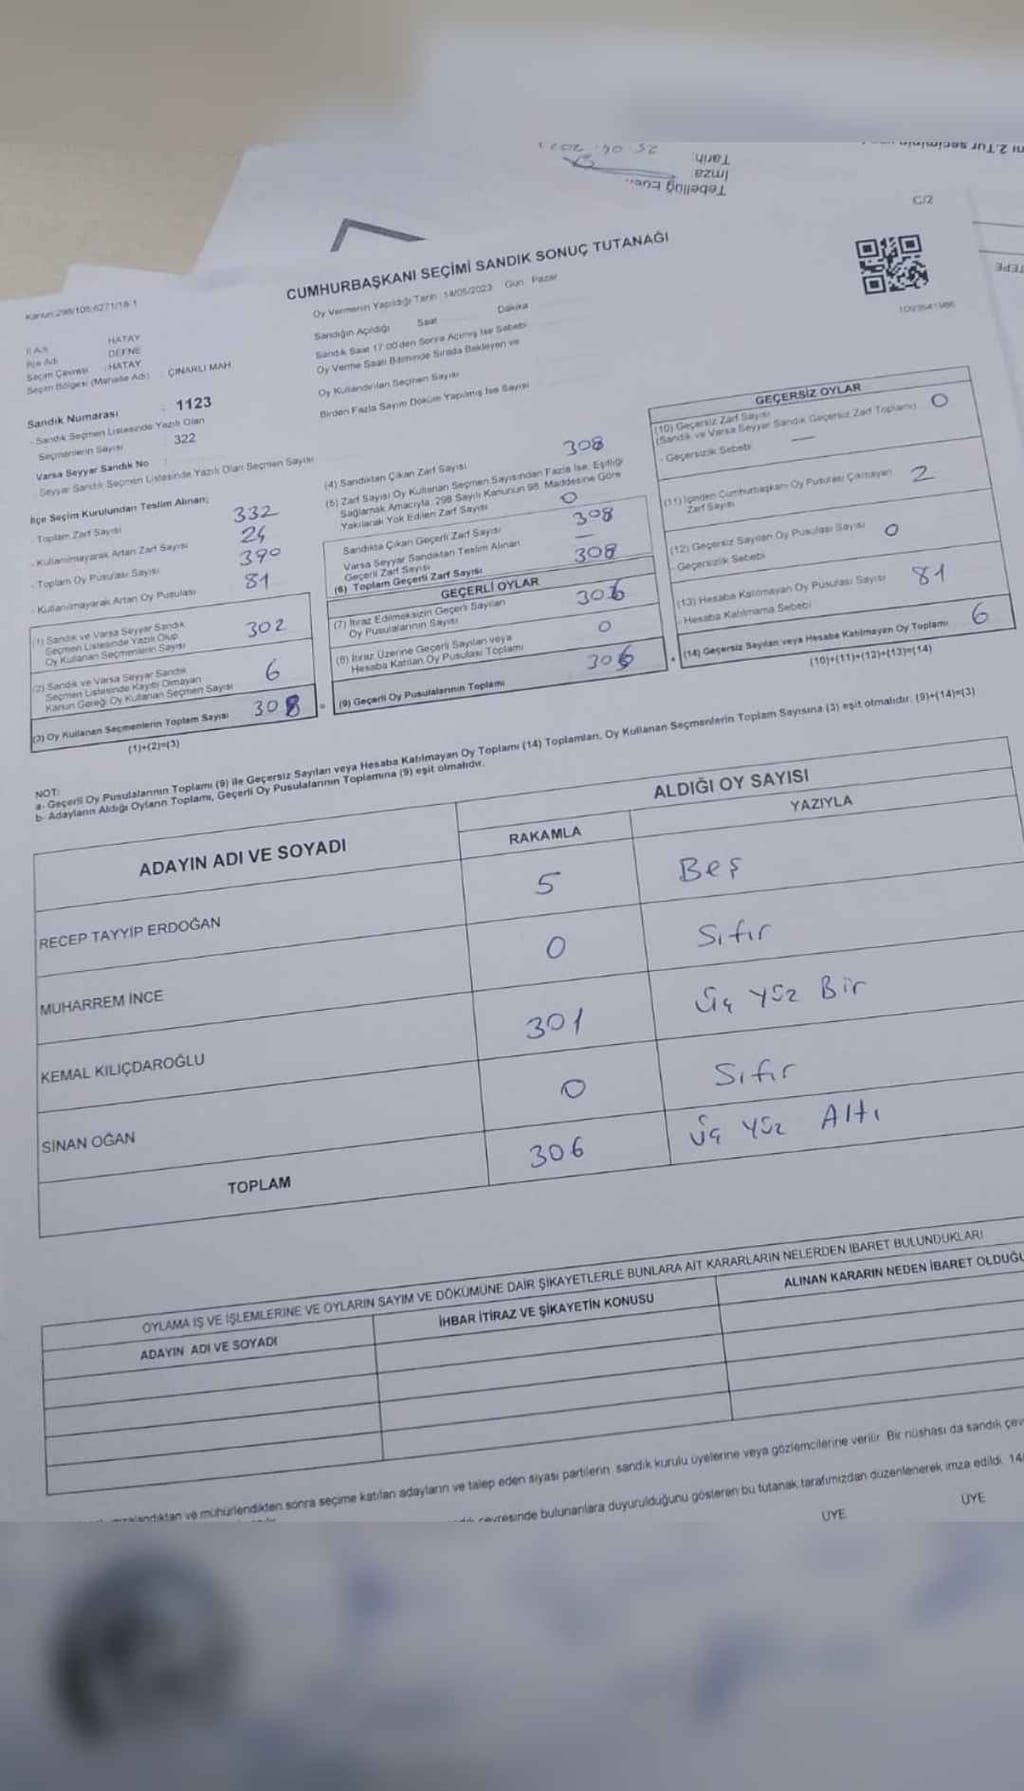 Tebellüğ
İmza:
Tarih: 25.04.202
C/2
CUMHURBAŞKANI SEÇİMİ SANDIK SONUÇ TUTANAĞI
Kanun:298/105;6271/18-1
Oy Vermenin Yapıldığı Tarih : 14/05/2023 Gün : Pazar
1093641986
İl Adı : HATAY
İlçe Adı : DEFNE
Seçim Çevresi : HATAY
Seçim Bölgesi (Mahalle Adı) : ÇINARLI MAH
Sandığın Açıldığı Saat Dakika
Sandık Saat 17.00'den Sonra Açılmış İse Sebebi
Oy Verme Saati Bitiminde Sırada Bekleyen ve
Oy Kullandırılan Seçmen Sayısı
Birden Fazla Sayım Döküm Yapılmış İse Sayısı
Sandık Numarası : 1123
- Sandık Seçmen Listesinde Yazılı Olan
Seçmenlerin Sayısı : 322
Varsa Seyyar Sandık No
- Seyyar Sandık Seçmen Listesinde Yazılı Olan Seçmen Sayısı
İlçe Seçim Kurulundan Teslim Alınan;
- Toplam Zarf Sayısı 332
- Kullanılmayarak Artan Zarf Sayısı 24
- Toplam Oy Pusulası Sayısı 390
- Kullanılmayarak Artan Oy Pusulası 81
(1) Sandık ve Varsa Seyyar Sandık
Seçmen Listesinde Yazılı Olup
Oy Kullanan Seçmenlerin Sayısı 302
(2) Sandık ve Varsa Seyyar Sandık
Seçmen Listesinde Kayıtlı Olmayan
Kanun Gereği Oy Kullanan Seçmen Sayısı 6
(3) Oy Kullanan Seçmenlerin Toplam Sayısı 308
(1)+(2)=(3)
(4) Sandıktan Çıkan Zarf Sayısı 308
(5) Zarf Sayısı Oy Kullanan Seçmen Sayısından Fazla İse, Eşitliği
Sağlamak Amacıyla, 298 Sayılı Kanunun 98. Maddesine Göre
Yakılarak Yok Edilen Zarf Sayısı 0
Sandıkta Çıkan Geçerli Zarf Sayısı 308
Varsa Seyyar Sandıktan Teslim Alınan
Geçerli Zarf Sayısı —
(6) Toplam Geçerli Zarf Sayısı 308
GEÇERLİ OYLAR
(7) İtiraz Edilmeksizin Geçerli Sayılan
Oy Pusulalarının Sayısı 306
(8) İtiraz Üzerine Geçerli Sayılan veya
Hesaba Katılan Oy Pusulası Toplamı 0
(9) Geçerli Oy Pusulalarının Toplamı 306
GEÇERSİZ OYLAR
(10) Geçersiz Zarf Sayısı
(Sandık ve Varsa Seyyar Sandık Geçersiz Zarf Toplamı) 0
- Geçersizlik Sebebi —
(11) İçinden Cumhurbaşkanı Oy Pusulası Çıkmayan
Zarf Sayısı 2
(12) Geçersiz Sayılan Oy Pusulası Sayısı 0
- Geçersizlik Sebebi
(13) Hesaba Katılmayan Oy Pusulası Sayısı 81
- Hesaba Katılmama Sebebi
(14) Geçersiz Sayılan veya Hesaba Katılmayan Oy Toplamı 6
(10)+(11)+(12)+(13)=(14)
NOT:
a- Geçerli Oy Pusulalarının Toplamı (9) ile Geçersiz Sayılan veya Hesaba Katılmayan Oy Toplamı (14) Toplamları, Oy Kullanan Seçmenlerin Toplam Sayısına (3) eşit olmalıdır. (9)+(14)=(3)
b- Adayların Aldığı Oyların Toplamı, Geçerli Oy Pusulalarının Toplamına (9) eşit olmalıdır.
ADAYIN ADI VE SOYADI
ALDIĞI OY SAYISI
RAKAMLA YAZIYLA
RECEP TAYYİP ERDOĞAN 5 Beş
MUHARREM İNCE 0 Sıfır
KEMAL KILIÇDAROĞLU 301 Üç Yüz Bir
SİNAN OĞAN 0 Sıfır
TOPLAM 306 Üç Yüz Altı
OYLAMA İŞ VE İŞLEMLERİNE VE OYLARIN SAYIM VE DÖKÜMÜNE DAİR ŞİKAYETLERLE BUNLARA AİT KARARLARIN NELERDEN İBARET BULUNDUKLARI
ADAYIN ADI VE SOYADI İHBAR İTİRAZ VE ŞİKAYETİN KONUSU ALINAN KARARIN NEDEN İBARET OLDUĞU
ve mühürlendikten sonra seçime katılan adayların ve talep eden siyasi partilerin sandık kurulu üyelerine veya gözlemcilerine verilir. Bir nüshası da sandık
çevresinde bulunanlara duyurulduğunu gösteren bu tutanak tarafımızdan düzenlenerek imza edildi. 14
ÜYE ÜYE